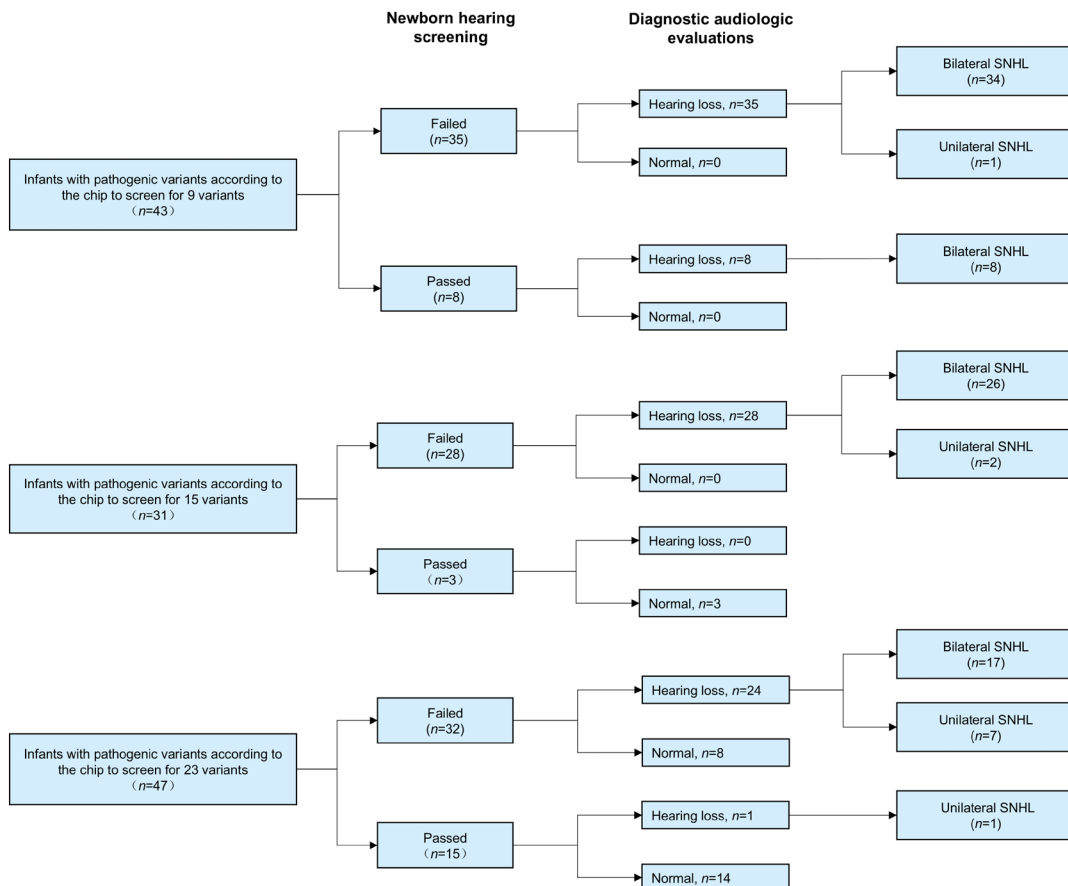 Newborn hearing
screening
Diagnostic audiologic
evaluations
Infants with pathogenic variants according to
the chip to screen for 9 variants
（n=43）
Failed
(n=35)
Hearing loss, n=35
Bilateral SNHL
(n=34)
Unilateral SNHL
(n=1)
Normal, n=0
Passed
(n=8)
Hearing loss, n=8
Bilateral SNHL
(n=8)
Normal, n=0
Infants with pathogenic variants according to
the chip to screen for 15 variants
（n=31）
Failed
(n=28)
Hearing loss, n=28
Bilateral SNHL
(n=26)
Unilateral SNHL
(n=2)
Normal, n=0
Passed
（n=3）
Hearing loss, n=0
Normal, n=3
Infants with pathogenic variants according to
the chip to screen for 23 variants
（n=47）
Failed
(n=32)
Hearing loss, n=24
Bilateral SNHL
(n=17)
Unilateral SNHL
(n=7)
Normal, n=8
Passed
(n=15)
Hearing loss, n=1
Unilateral SNHL
(n=1)
Normal, n=14